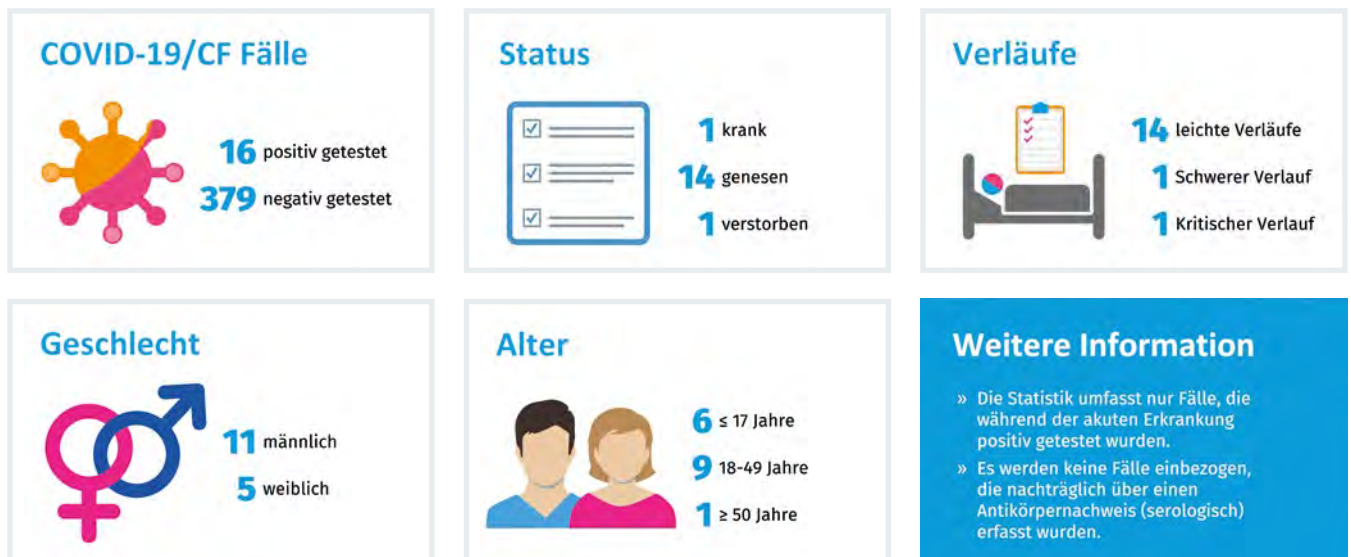 COVID-19/CF Fälle
16 positiv getestet
379 negativ getestet
Status
1 krank
14 genesen
1 verstorben
Verläufe
14 leichte Verläufe
1 Schwerer Verlauf
1 Kritischer Verlauf
Geschlecht
11 männlich
5 weiblich
Alter
6 ≤ 17 Jahre
9 18-49 Jahre
1 ≥ 50 Jahre
Weitere Information
» Die Statistik umfasst nur Fälle, die
während der akuten Erkrankung
positiv getestet wurden.
» Es werden keine Fälle einbezogen,
die nachträglich über einen
Antikörpernachweis (serologisch)
erfasst wurden.